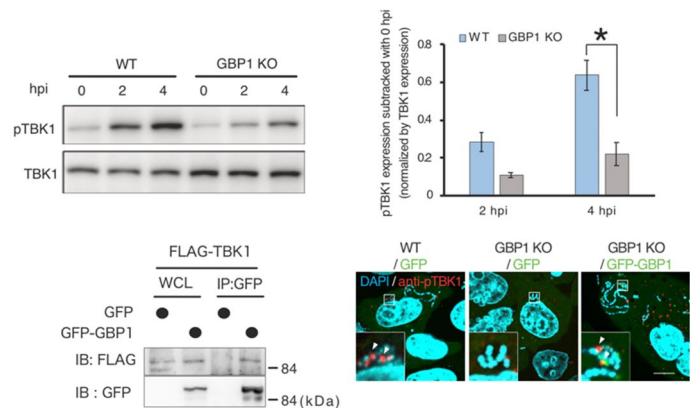 WT GBP1 KO
hpi 0 2 4 0 2 4
pTBK1
TBK1
pTBK1 expression subtracked with 0 hpi
(normalized by TBK1 expression)
WT GBP1 KO
*
0.8
0.6
0.4
0.2
0
2 hpi 4 hpi
FLAG-TBK1
WCL IP:GFP
GFP
GFP-GBP1
IB: FLAG
84
IB : GFP
84 (kDa)
WT GBP1 KO GBP1 KO
/GFP /GFP /GFP-GBP1
DAPI/anti-pTBK1